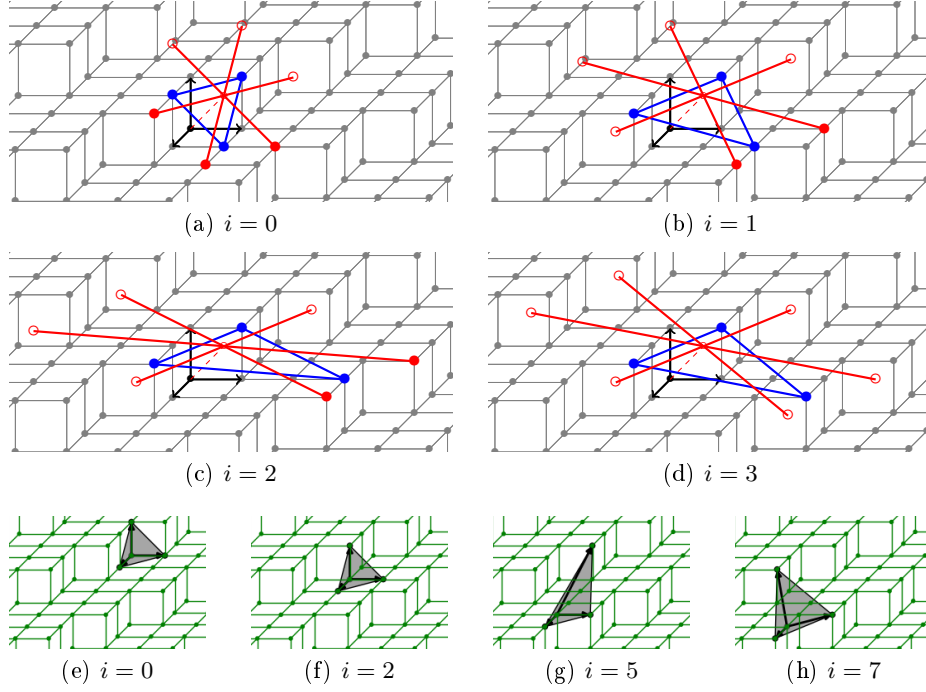 (a) i = 0
(b) i = 1
(c) i = 2
(d) i = 3
(e) i = 0
(f) i = 2
(g) i = 5
(h) i = 7